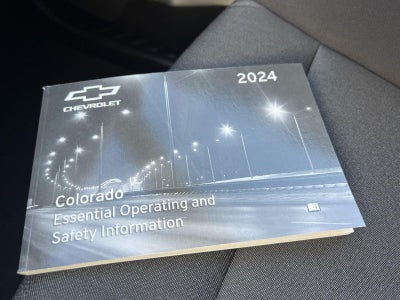 2024
CHEVROLET
Colorado
Essential Operating and
Safety Information